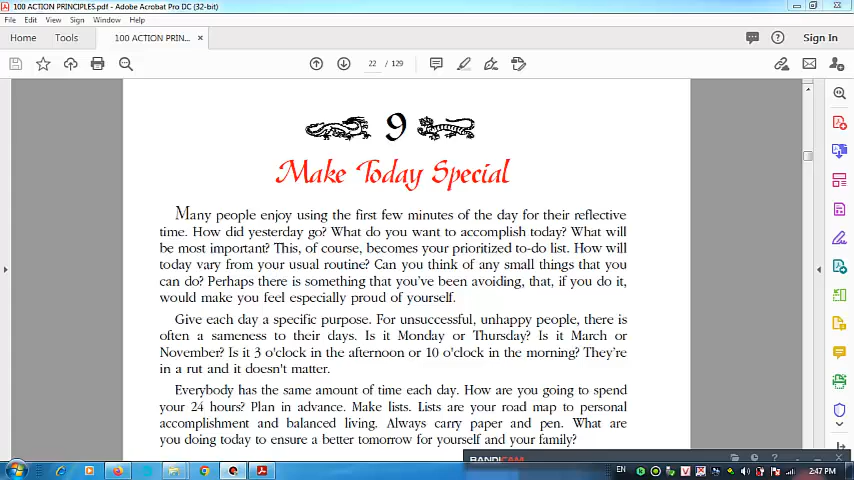 100 ACTION PRINCIPLES.pdf - Adobe Acrobat Pro DC (32-bit)
File Edit View Sign Window Help
Home Tools 100 ACTION PRIN... × Sign In
22 / 129
9
Make Today Special
Many people enjoy using the first few minutes of the day for their reflective
time. How did yesterday go? What do you want to accomplish today? What will
be most important? This, of course, becomes your prioritized to-do list. How will
today vary from your usual routine? Can you think of any small things that you
can do? Perhaps there is something that you've been avoiding, that, if you do it,
would make you feel especially proud of yourself.
Give each day a specific purpose. For unsuccessful, unhappy people, there is
often a sameness to their days. Is it Monday or Thursday? Is it March or
November? Is it 3 o'clock in the afternoon or 10 o'clock in the morning? They're
in a rut and it doesn't matter.
Everybody has the same amount of time each day. How are you going to spend
your 24 hours? Plan in advance. Make lists. Lists are your road map to personal
accomplishment and balanced living. Always carry paper and pen. What are
you doing today to ensure a better tomorrow for yourself and your family?
BANDICAM
EN 2:47 PM